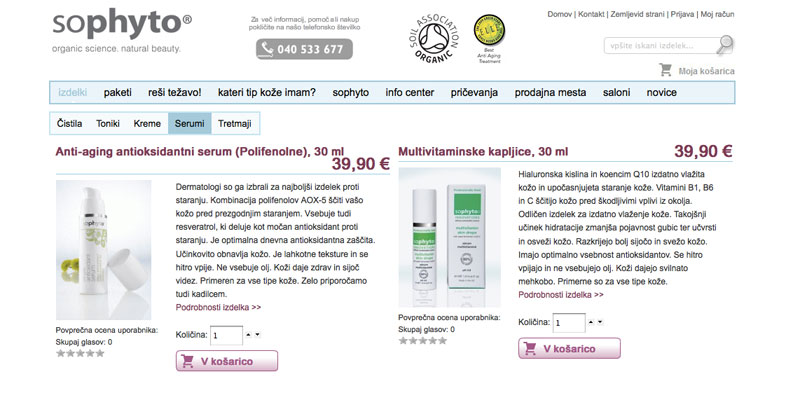 sophyto®
organic science. natural beauty.
Za več informacij, pomoč ali nakup
pokličite na našo telefonsko številko
040 533 677
SOIL ASSOCIATION
ORGANIC
Best
Anti-Aging
Treatment
Domov | Kontakt | Zemljevid strani | Prijava | Moj račun
vpišite iskani izdelek...
Moja košarica
izdelki paketi reši težavo! kateri tip kože imam? sophyto info center pričevanja prodajna mesta saloni novice
Čistila Toniki Kreme Serumi Tretmaji
Anti-aging antioksidantni serum (Polifenolne), 30 ml
39,90 €
Dermatologi so ga izbrali za najboljši izdelek proti
staranju. Kombinacija polifenolov AOX-5 ščiti vašo
kožo pred prezgodnjim staranjem. Vsebuje tudi
resveratrol, ki deluje kot močan antioksidant proti
staranju. Je optimalna dnevna antioksidantna zaščita.
Učinkovito obnavlja kožo. Je lahkotne teksture in se
hitro vpije. Ne vsebuje olj. Koži daje zdrav in sijoč
videz. Primeren za vse tipe kože. Zelo priporočamo
tudi kadilcem.
Podrobnosti izdelka >>
Povprečna ocena uporabnika:
Skupaj glasov: 0
Količina: 1
V košarico
Multivitaminske kapljice, 30 ml
39,90 €
sophyto
sophyto
Hialuronska kislina in koencim Q10 izdatno vlažita
kožo in upočasnjujeta staranje kože. Vitamini B1, B6
in C ščitijo kožo pred škodljivimi vplivi iz okolja.
Odličen izdelek za izdatno vlaženje kože. Takojšnji
učinek hidratacije zmanjša pojavnost gubic ter učvrsti
in osveži kožo. Razkrijejo bolj sijočo in svežo kožo.
Imajo optimalno vsebnost antioksidantov. Se hitro
vpijajo in ne vsebujejo olj. Koži dajejo svilnato
mehkobo. Primerne so za vse tipe kože.
Podrobnosti izdelka >>
Povprečna ocena uporabnika:
Skupaj glasov: 0
Količina: 1
V košarico